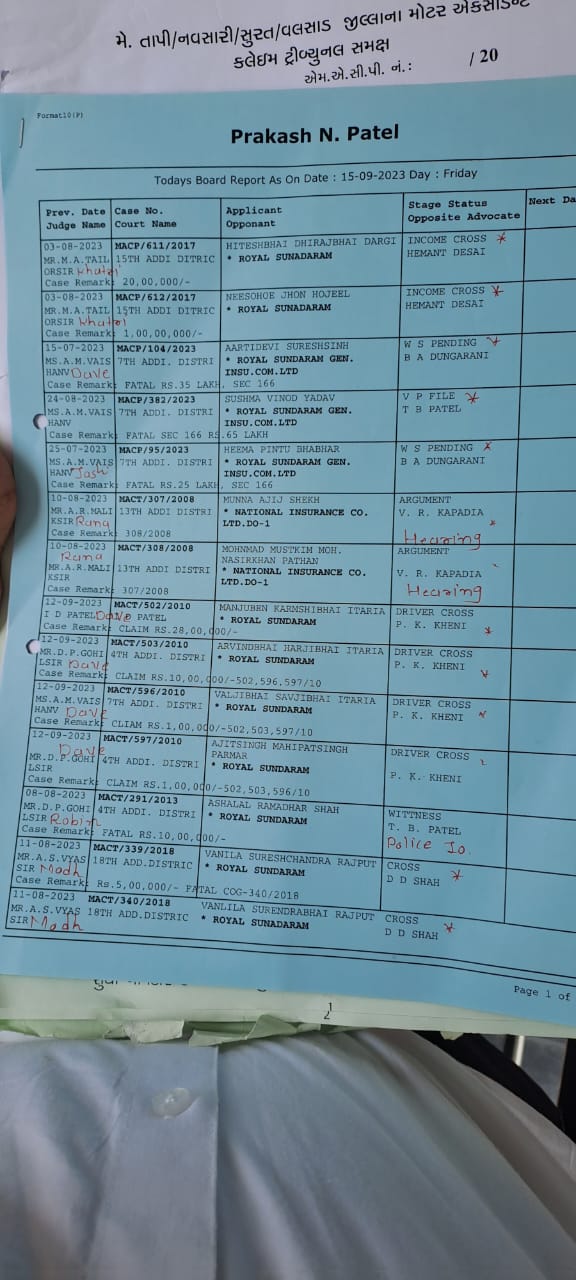 મે. તાપી/નવસારી/સુરત/વલસાડ જીલ્લાના મોટર એકસીડેન્ટ
કલેઇમ ટ્રીબ્યુનલ સમક્ષ
એમ.એ.સી.પી. નં.: / 20
Format10(P)
Prakash N. Patel
Todays Board Report As On Date : 15-09-2023 Day : Friday
Prev. Date Case No. Applicant Stage Status Next Da
Judge Name Court Name Opponant Opposite Advocate
03-08-2023 MACP/611/2017 HITESHBHAI DHIRAJBHAI DARGI INCOME CROSS *
MR.M.A.TAIL 15TH ADDI DITRIC * ROYAL SUNADARAM HEMANT DESAI
ORSIR Khatri
Case Remark: 20,00,000/-
03-08-2023 MACP/612/2017 NEESOHOE JHON HOJEEL INCOME CROSS *
MR.M.A.TAIL 15TH ADDI DITRIC * ROYAL SUNADARAM HEMANT DESAI
ORSIR Khatri
Case Remark: 1,00,00,000/-
15-07-2023 MACP/104/2023 AARTIDEVI SURESHSINH W S PENDING *
MS.A.M.VAIS 7TH ADDI. DISTRI * ROYAL SUNDARAM GEN. B A DUNGARANI
HANV Dave INSU.COM.LTD
Case Remark: FATAL RS.35 LAKH, SEC 166
24-08-2023 MACP/382/2023 SUSHMA VINOD YADAV V P FILE *
MS.A.M.VAIS 7TH ADDI. DISTRI * ROYAL SUNDARAM GEN. T B PATEL
HANV INSU.COM.LTD
Case Remark: FATAL SEC 166 RS.65 LAKH
25-07-2023 MACP/95/2023 HEEMA PINTU BHABHAR W S PENDING *
MS.A.M.VAIS 7TH ADDI. DISTRI * ROYAL SUNDARAM GEN. B A DUNGARANI
HANV Jash INSU.COM.LTD
Case Remark: FATAL RS.25 LAKH, SEC 166
10-08-2023 MACT/307/2008 MUNNA AJIJ SHEKH ARGUMENT
MR.A.R.MALI 13TH ADDI. DISTRI * NATIONAL INSURANCE CO. V. R. KAPADIA *
KSIR Rana LTD.DO-1
Case Remark: 308/2008 Hearing
10-08-2023 MACT/308/2008 MOHNMAD MUSTKIM MOH. ARGUMENT
Rana NASIRKHAN PATHAN
MR.A.R.MALI 13TH ADDI. DISTRI * NATIONAL INSURANCE CO. V. R. KAPADIA
KSIR LTD.DO-1 Hearing
Case Remark: 307/2008
12-09-2023 MACT/502/2010 MANJUBEN KARNSHIBHAI ITARIA DRIVER CROSS
I D PATEL Dave PATEL * ROYAL SUNDARAM P. K. KHENI *
Case Remark: CLAIM RS.28,00,000/-
12-09-2023 MACT/503/2010 ARVINDBHAI HARJIBHAI ITARIA DRIVER CROSS
MR.D.P.GOHI 4TH ADDI. DISTRI * ROYAL SUNDARAM P. K. KHENI
LSIR Dave
Case Remark: CLAIM RS.10,00,000/-502,596,597/10
12-09-2023 MACT/596/2010 VALJIBHAI SAVJIBHAI ITARIA DRIVER CROSS
MS.A.M.VAIS 7TH ADDI. DISTRI * ROYAL SUNDARAM P. K. KHENI
HANV Dave
Case Remark: CLIAM RS.1,00,000/-502,503,597/10
12-09-2023 MACT/597/2010 AJITSINGH MAHIPATSINGH DRIVER CROSS
Dave PARMAR
MR.D.P.GOHI 4TH ADDI. DISTRI * ROYAL SUNDARAM P. K. KHENI
LSIR
Case Remark: CLAIM RS.1,00,000/-502,503,596/10
08-08-2023 MACT/291/2013 ASHALAL RAMADHAR SHAH WITTNESS
MR.D.P.GOHI 4TH ADDI. DISTRI * ROYAL SUNDARAM T. B. PATEL
LSIR Robin Police Io.
Case Remark: FATAL RS.10,00,000/-
11-08-2023 MACT/339/2018 VANILA SURESHCHANDRA RAJPUT CROSS
MR.A.S.VYAS 18TH ADD.DISTRIC * ROYAL SUNADARAM D D SHAH *
SIR Madh
Case Remark: Rs.5,00,000/- FATAL COG-340/2018
11-08-2023 MACT/340/2018 VANLILA SURENDRABHAI RAJPUT CROSS
MR.A.S.VYAS 18TH ADD.DISTRIC * ROYAL SUNADARAM D D SHAH *
SIR Madh
Page 1 of